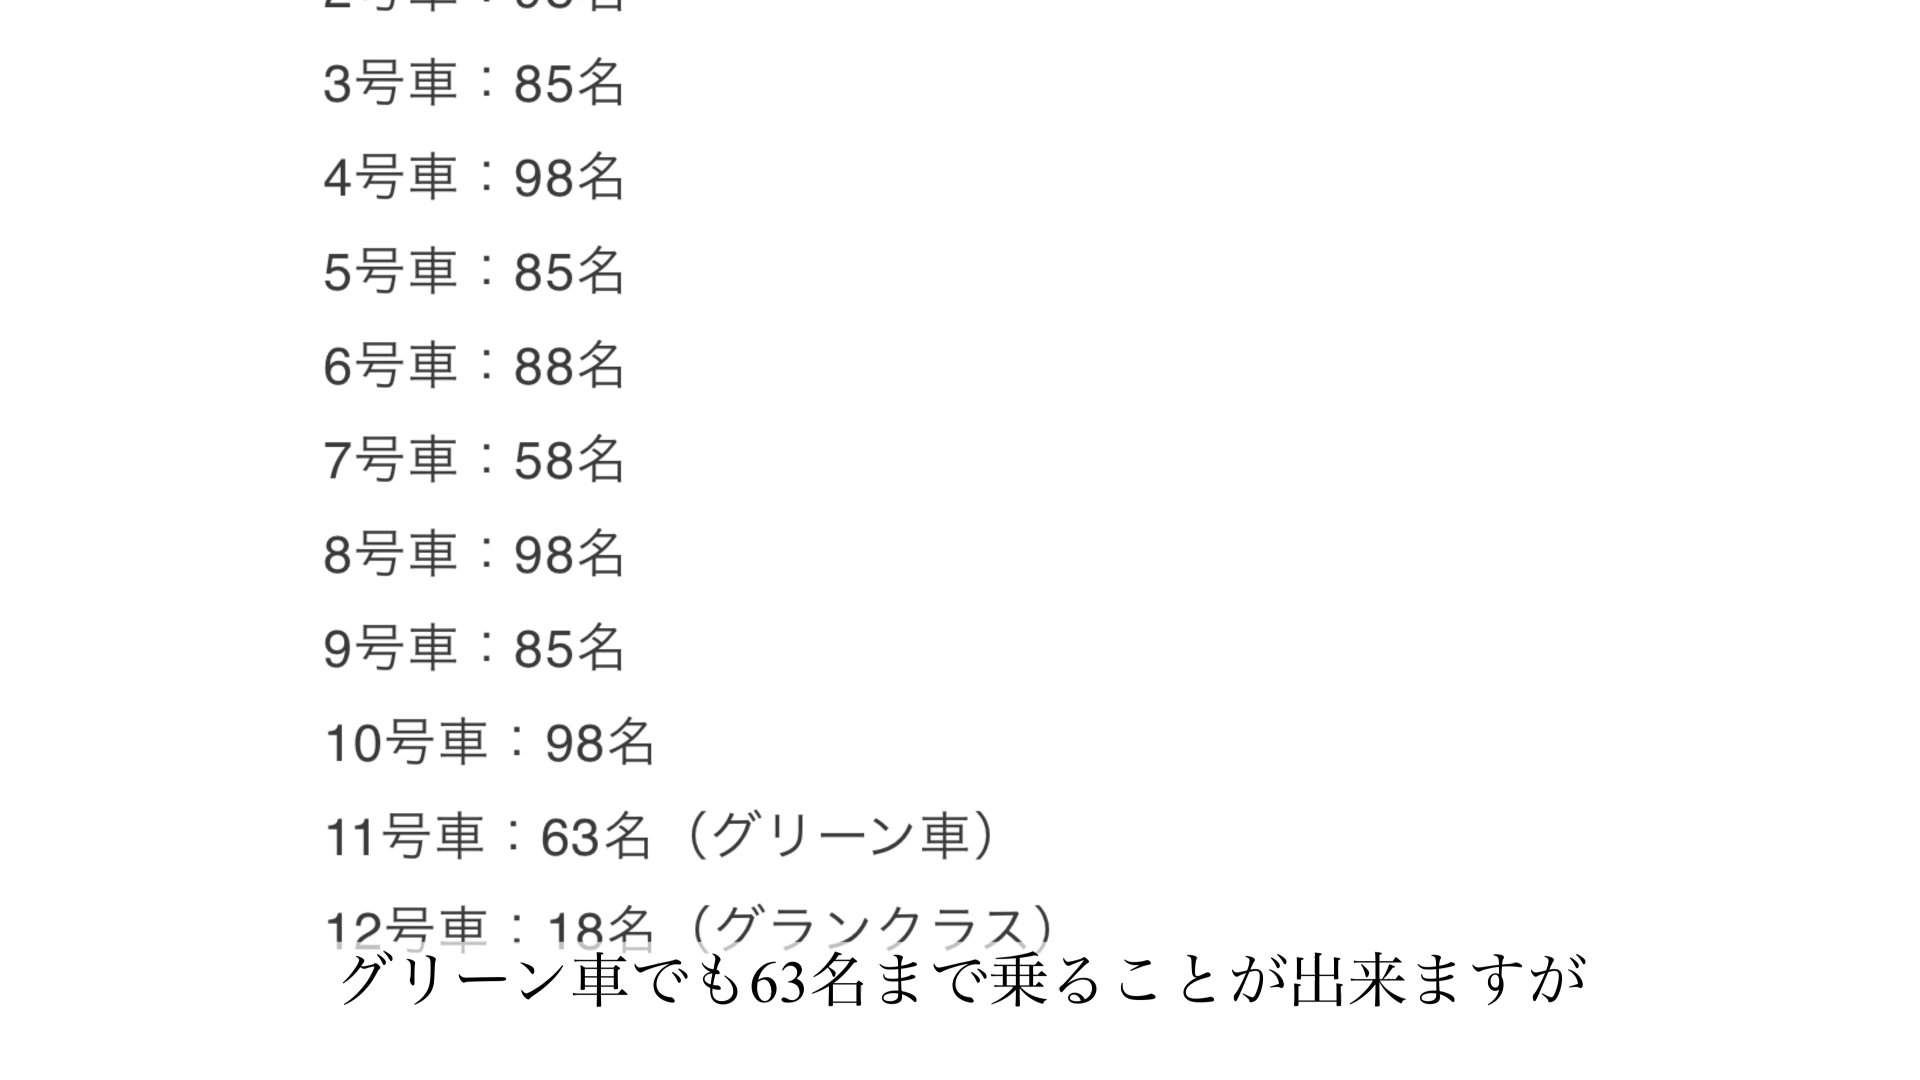 3号車：85名
4号車：98名
5号車：85名
6号車：88名
7号車：58名
8号車：98名
9号車：85名
10号車：98名
11号車：63名（グリーン車）
12号車：18名（グランクラス）
グリーン車でも63名まで乗ることが出来ますが